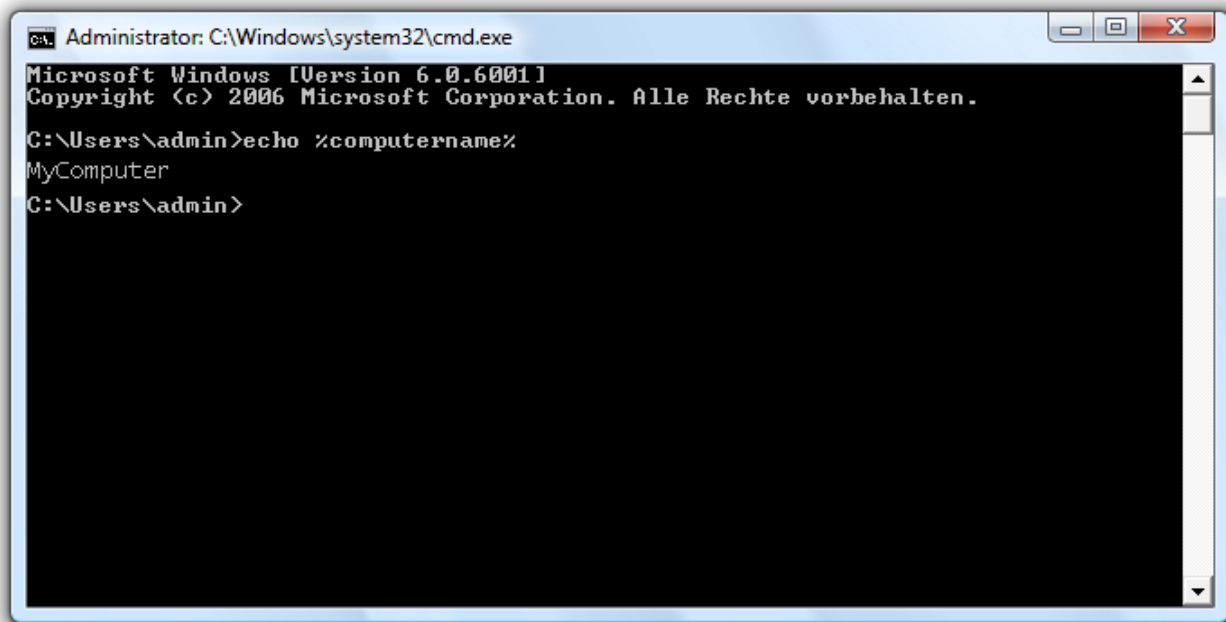 Administrator: C:\Windows\system32\cmd.exe
Microsoft Windows [Version 6.0.6001]
Copyright (c) 2006 Microsoft Corporation. Alle Rechte vorbehalten.
C:\Users\admin>echo %computername%
MyComputer
C:\Users\admin>